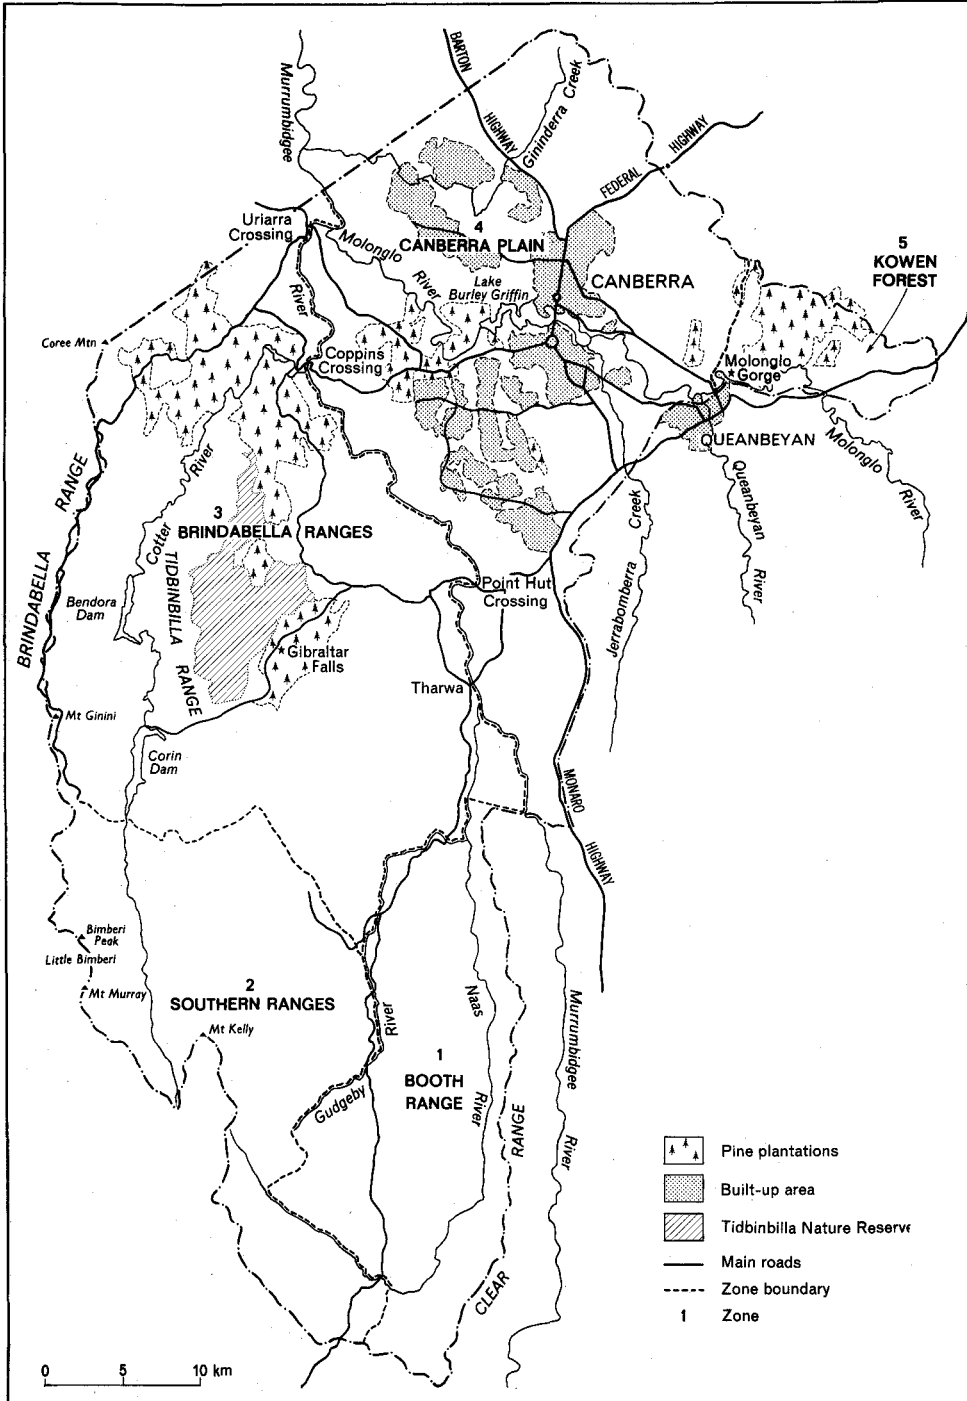 BARTON
HIGHWAY
Murrumbidgee
Ginninderra Creek
FEDERAL
HIGHWAY
Uriarra
Crossing
4
CANBERRA PLAIN
Molonglo
River
River
Lake
Burley Griffin
CANBERRA
5
KOWEN
FOREST
Coree Mtn
Coppins
Crossing
Molonglo
Gorge
QUEANBEYAN
Molonglo
River
BRINDABELLA
RANGE
Cotter
River
3
BRINDABELLA RANGES
TIDBINBILLA
RANGE
Bendora
Dam
Queanbeyan
River
Jerrabomberra
Creek
Point Hut
Crossing
Gibraltar
Falls
Tharwa
Mt Ginini
Corin
Dam
MONARO
HIGHWAY
Bimberi
Peak
Little Bimberi
Mt Murray
2
SOUTHERN RANGES
Mt Kelly
River
Gudgeby
Naas
River
1
BOOTH
RANGE
Murrumbidgee
River
CLEAR
RANGE
Pine plantations
Built-up area
Tidbinbilla Nature Reserve
Main roads
Zone boundary
1 Zone
0 5 10 km